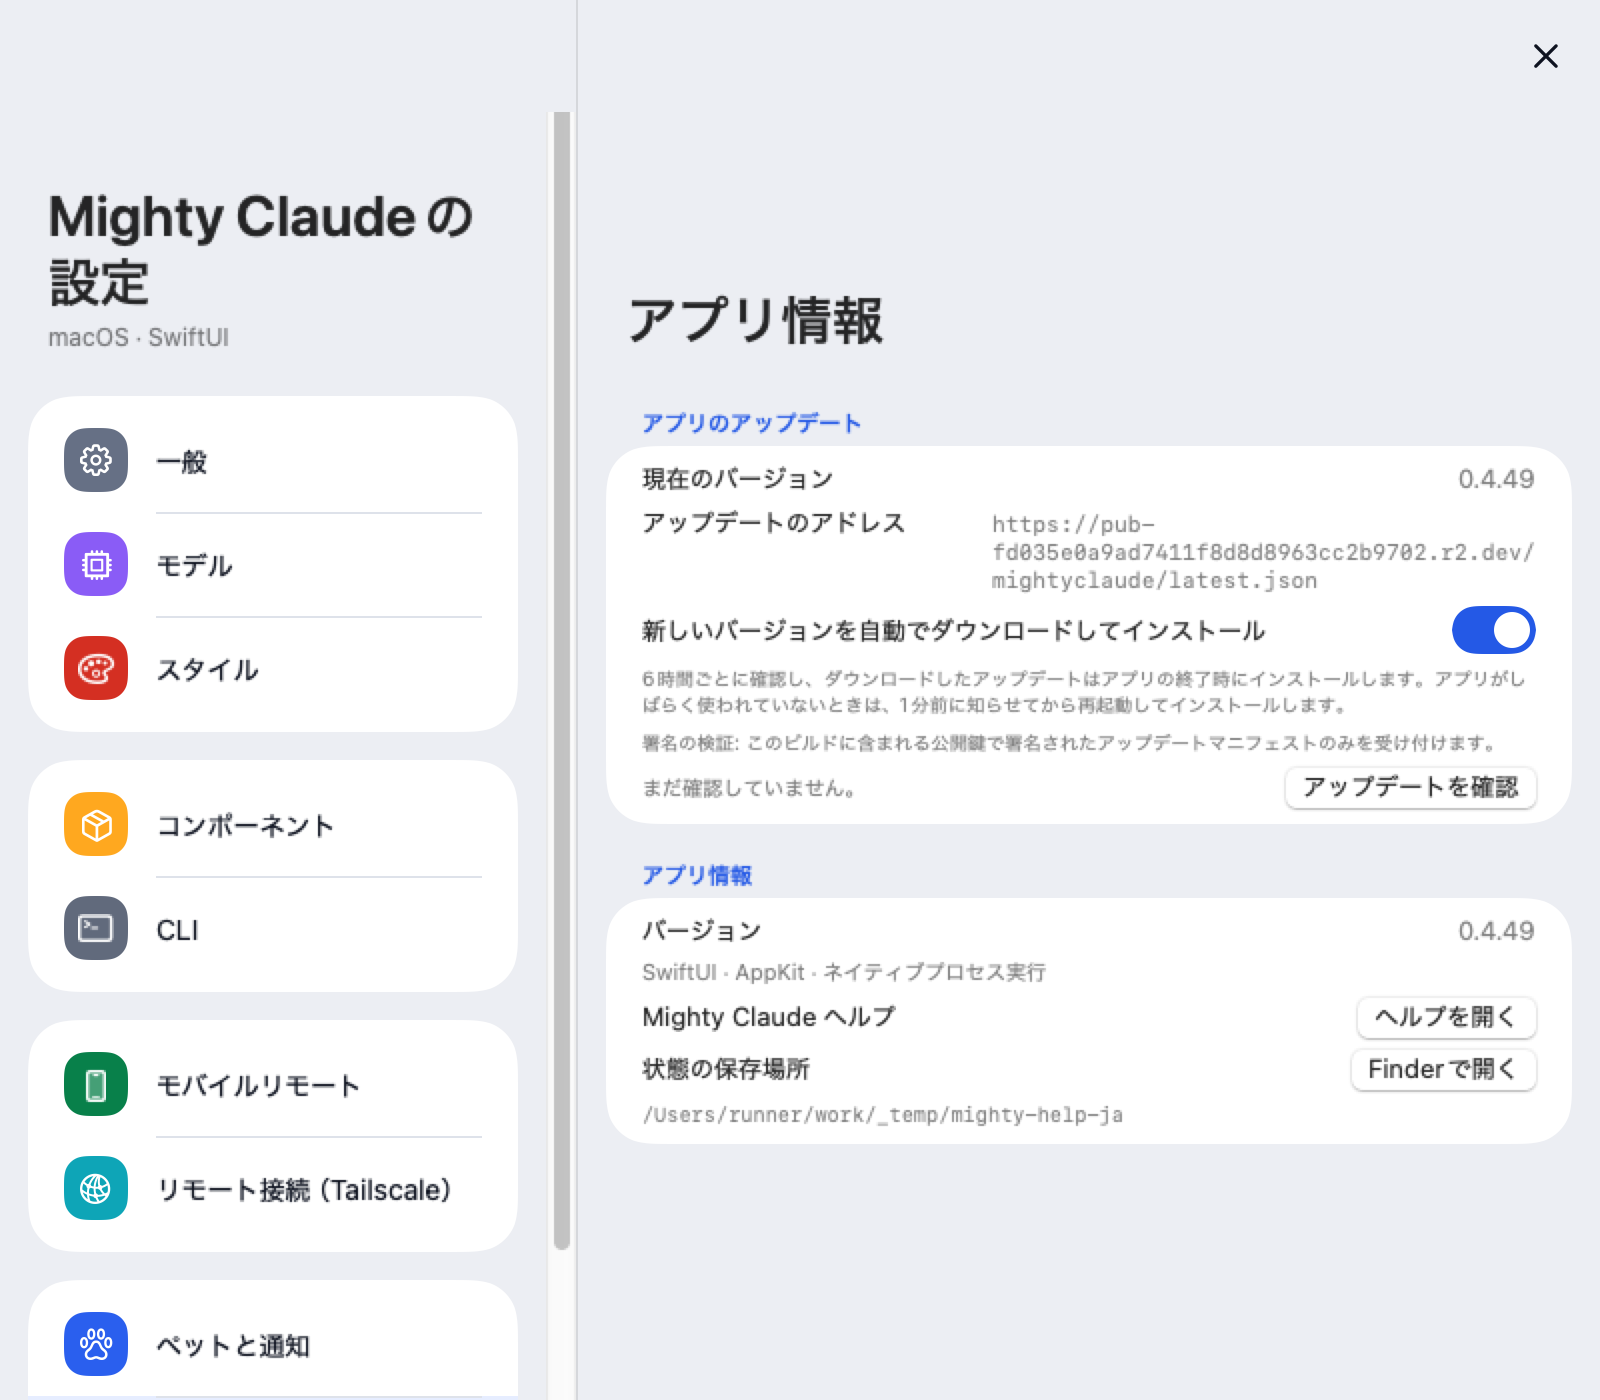 Mighty Claude の
設定
macOS · SwiftUI
一般
モデル
スタイル
コンポーネント
CLI
モバイルリモート
リモート接続（Tailscale）
ペットと通知
アプリ情報
アプリのアップデート
現在のバージョン
0.4.49
アップデートのアドレス
https://pub-
fd035e0a9ad7411f8d8d8963cc2b9702.r2.dev/
mightyclaude/latest.json
新しいバージョンを自動でダウンロードしてインストール
6時間ごとに確認し、ダウンロードしたアップデートはアプリの終了時にインストールします。アプリがし
ばらく使われていないときは、1分前に知らせてから再起動してインストールします。
署名の検証: このビルドに含まれる公開鍵で署名されたアップデートマニフェストのみを受け付けます。
まだ確認していません。
アップデートを確認
アプリ情報
バージョン
0.4.49
SwiftUI · AppKit · ネイティブプロセス実行
Mighty Claude ヘルプ
ヘルプを開く
状態の保存場所
Finderで開く
/Users/runner/work/_temp/mighty-help-ja